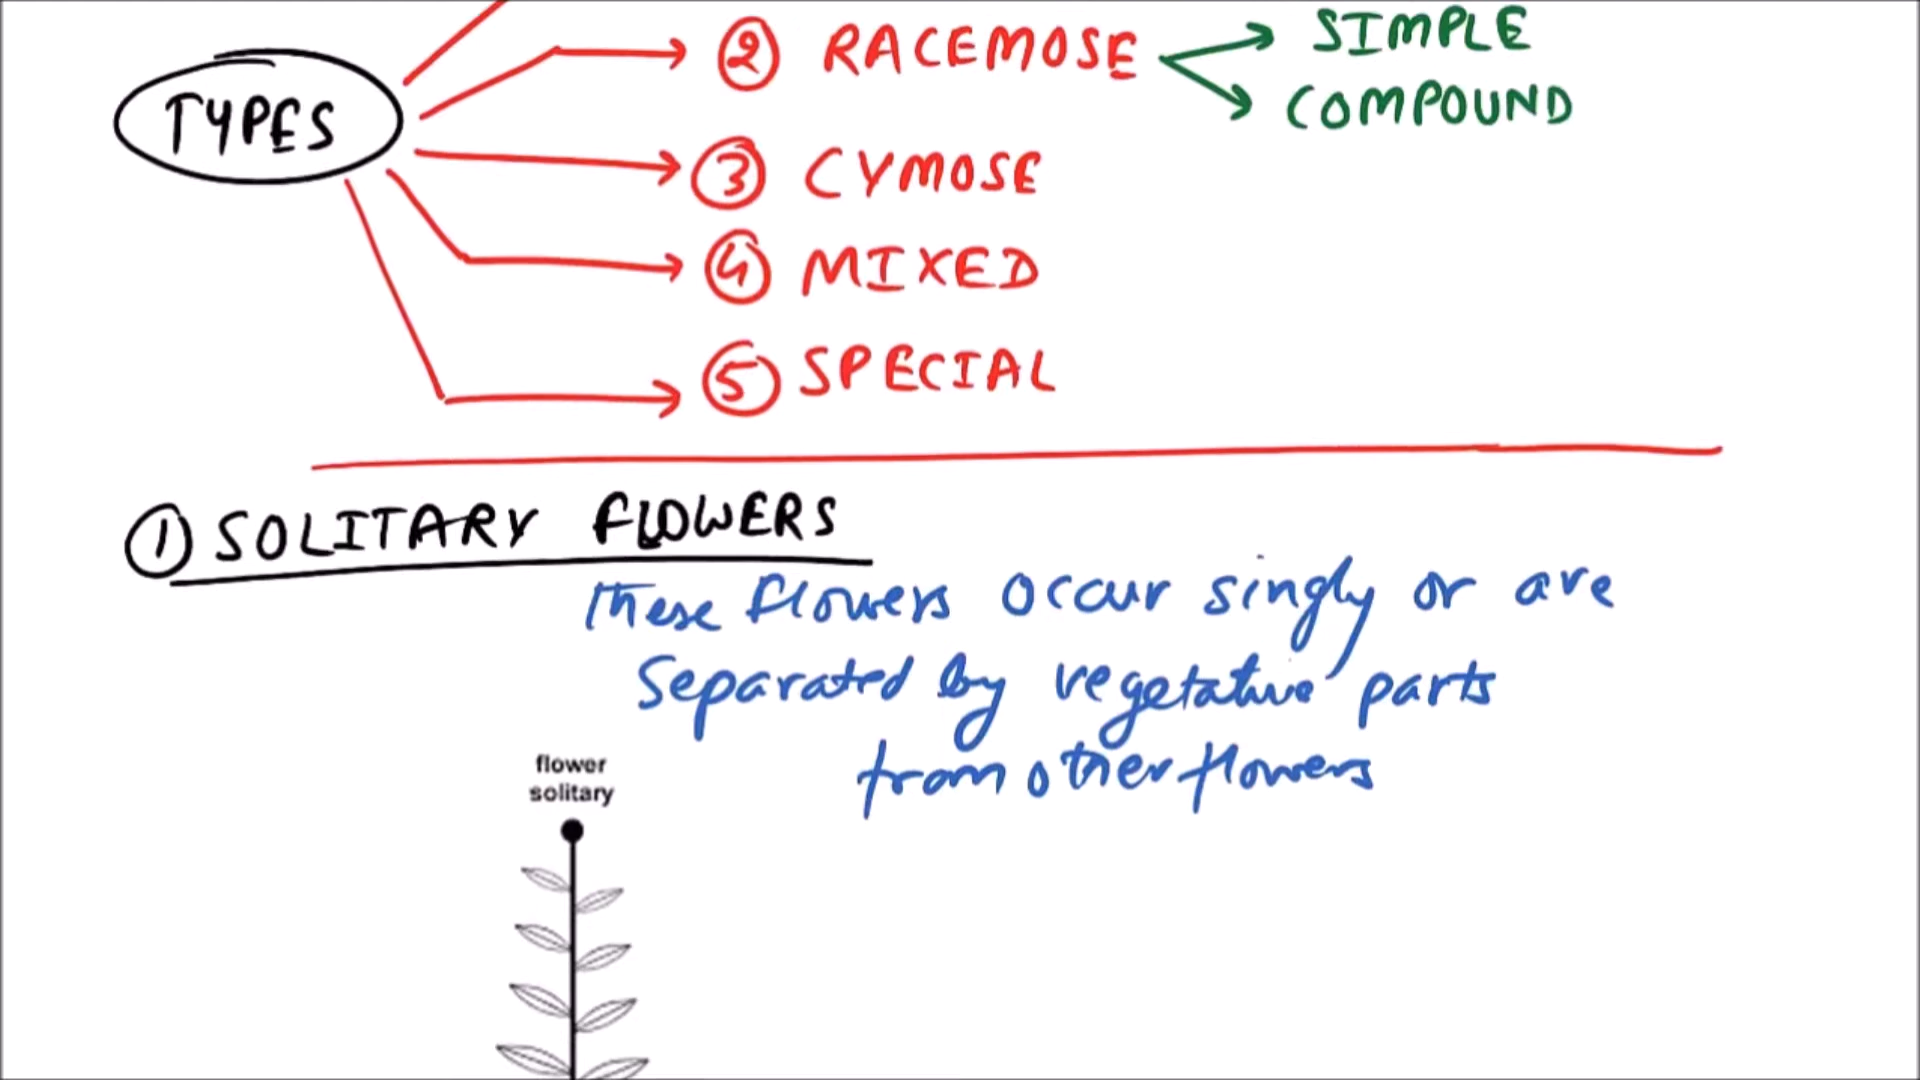 TYPES
② RACEMOSE
SIMPLE
COMPOUND
③ CYMOSE
④ MIXED
⑤ SPECIAL
① SOLITARY FLOWERS
These flowers occur singly or are
separated by vegetative parts
from other flowers
flower
solitary